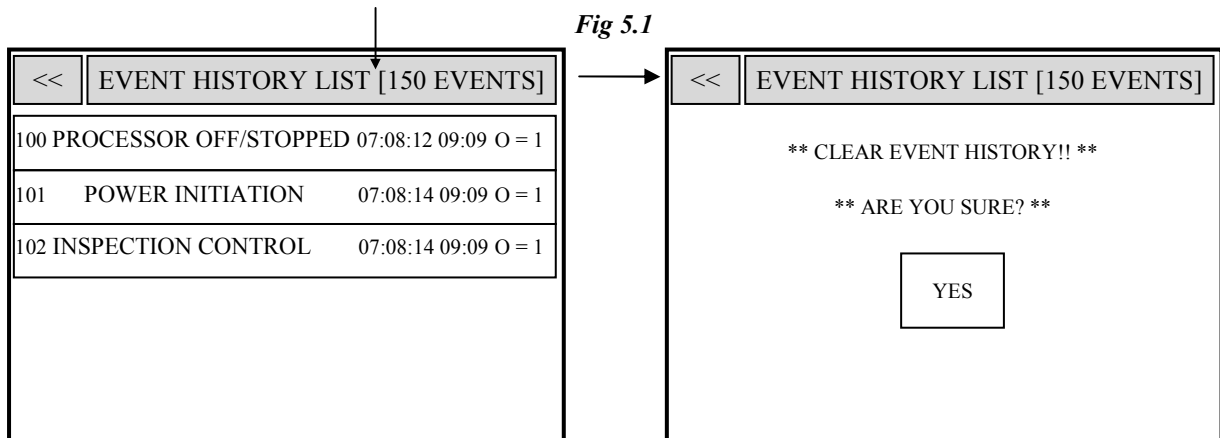 Fig 5.1
<< EVENT HISTORY LIST [150 EVENTS]
100 PROCESSOR OFF/STOPPED 07:08:12 09:09 O = 1
101 POWER INITIATION 07:08:14 09:09 O = 1
102 INSPECTION CONTROL 07:08:14 09:09 O = 1
<< EVENT HISTORY LIST [150 EVENTS]
** CLEAR EVENT HISTORY!! **
** ARE YOU SURE? **
YES